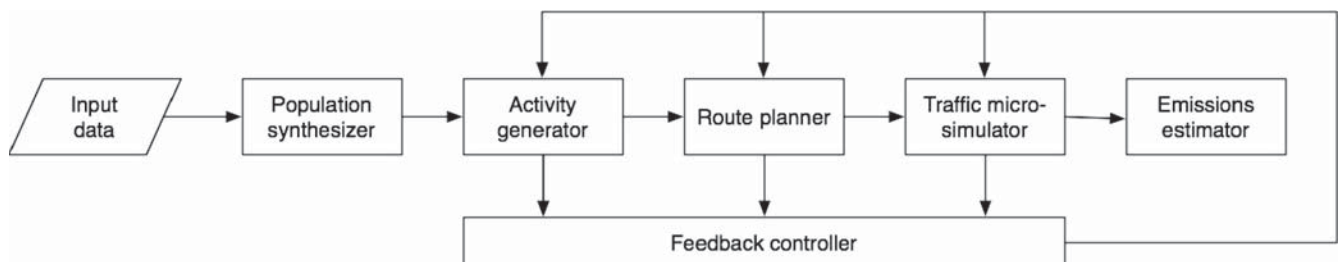 Input
data
Population
synthesizer
Activity
generator
Route planner
Traffic micro-
simulator
Emissions
estimator
Feedback controller